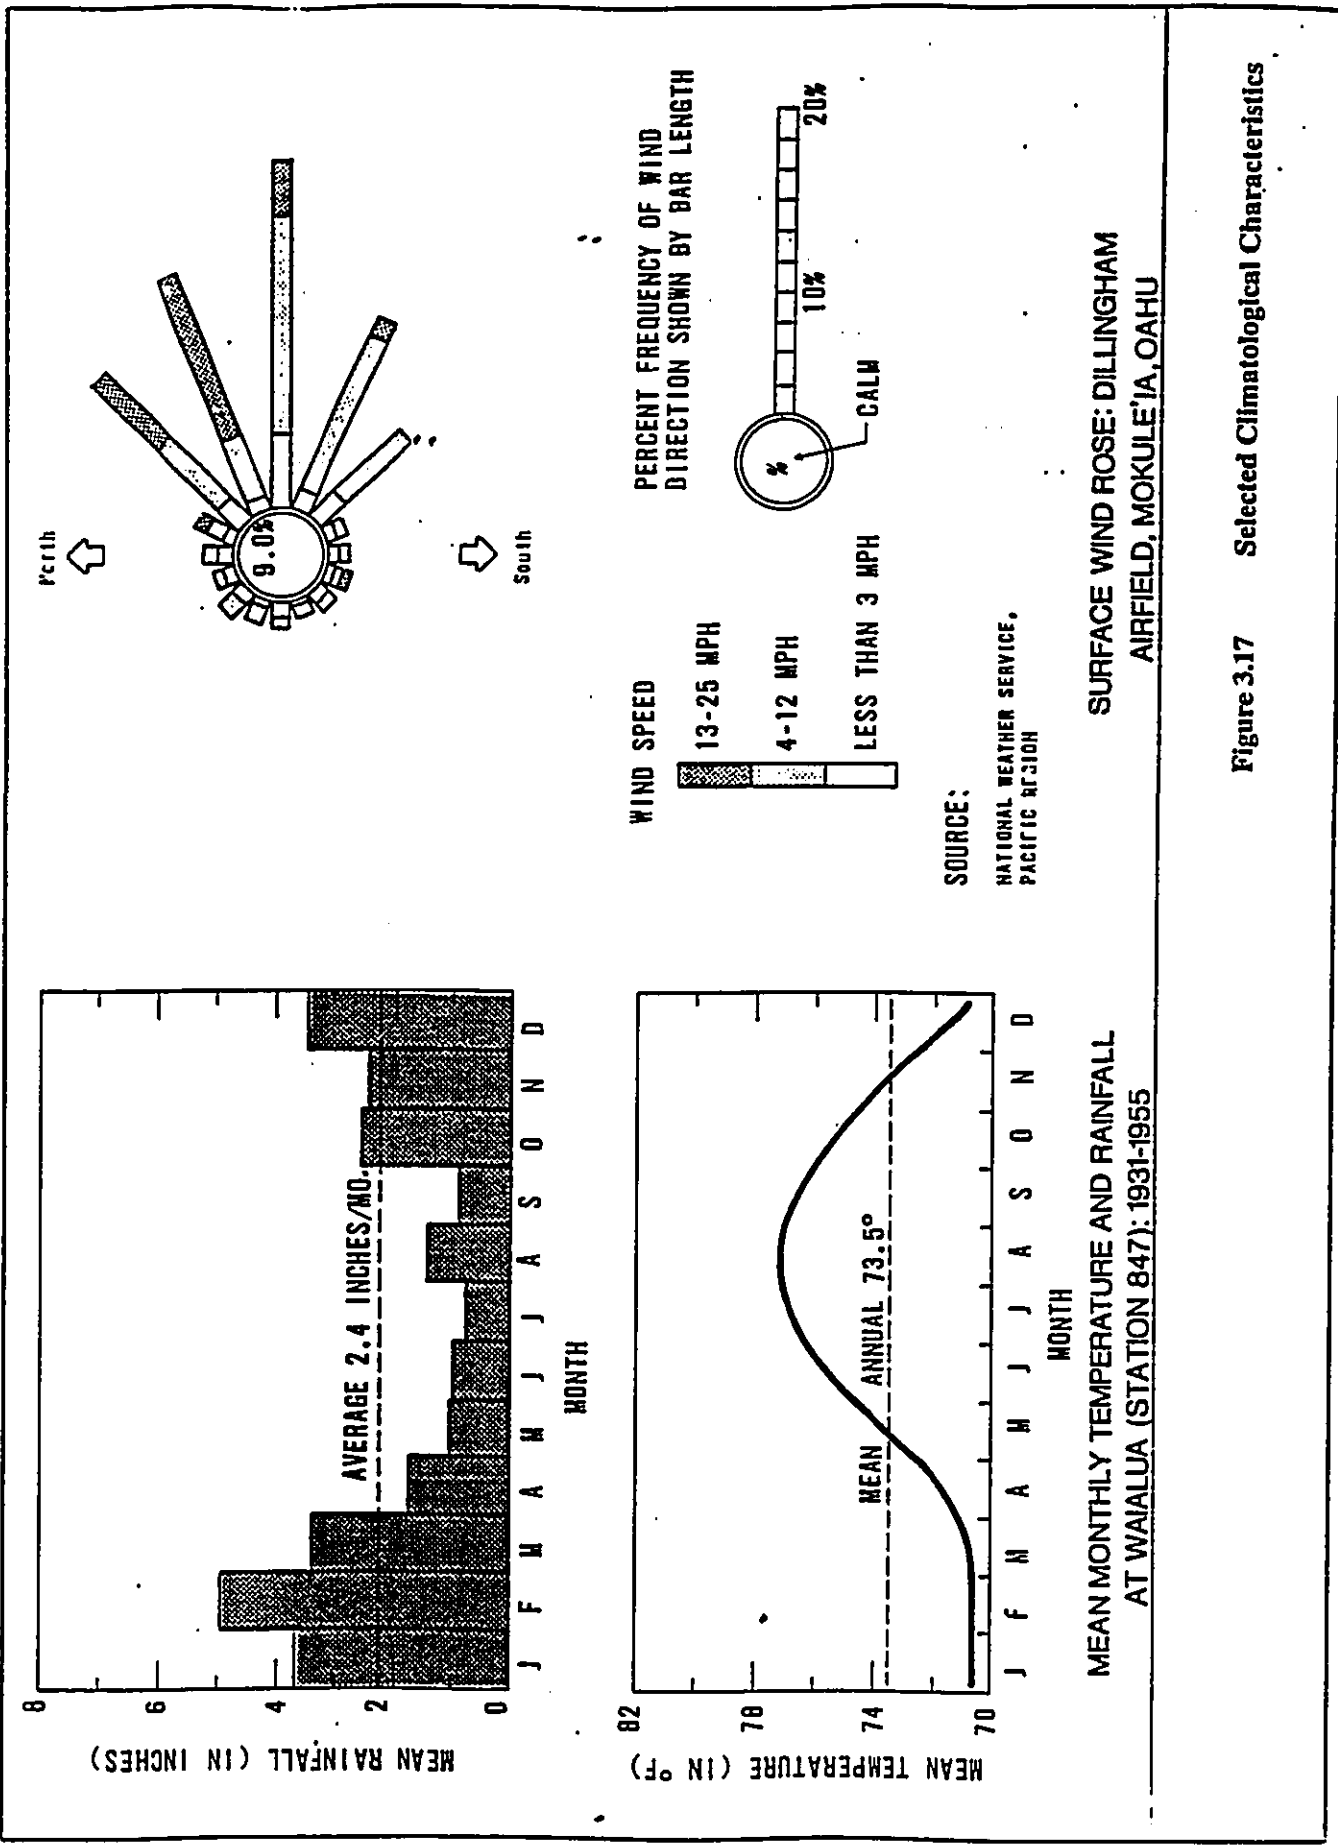 MEAN RAINFALL (IN INCHES)
8
6
4
2
0
AVERAGE 2.4 INCHES/MO.
J F M A M J J A S O N D
MONTH
MEAN TEMPERATURE (IN °F)
82
78
74
70
MEAN ANNUAL 73.5°
J F M A M J J A S O N D
MONTH
MEAN MONTHLY TEMPERATURE AND RAINFALL
AT WAIALUA (STATION 847): 1931-1955
North
9.0%
South
WIND SPEED
13-25 MPH
4-12 MPH
LESS THAN 3 MPH
PERCENT FREQUENCY OF WIND
DIRECTION SHOWN BY BAR LENGTH
%
CALM
10%
20%
SOURCE:
NATIONAL WEATHER SERVICE,
PACIFIC REGION
SURFACE WIND ROSE: DILLINGHAM
AIRFIELD, MOKULE'IA, OAHU
Figure 3.17 Selected Climatological Characteristics